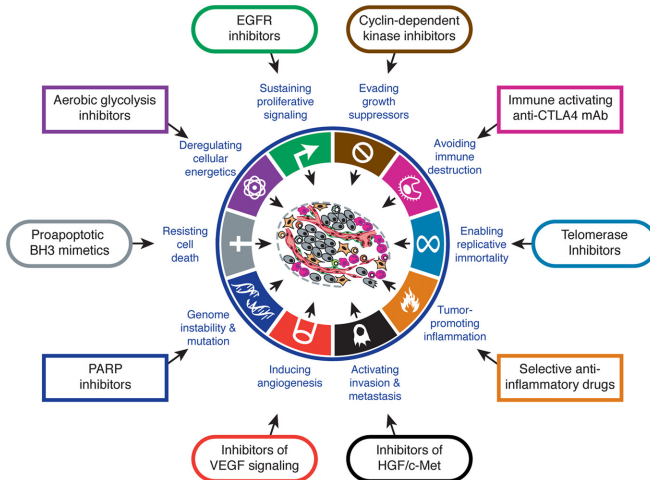 EGFR
inhibitors
Cyclin-dependent
kinase inhibitors
Sustaining
proliferative
signaling
Evading
growth
suppressors
Aerobic glycolysis
inhibitors
Immune activating
anti-CTLA4 mAb
Deregulating
cellular
energetics
Avoiding
immune
destruction
Proapoptotic
BH3 mimetics
Resisting
cell
death
Enabling
replicative
immortality
Telomerase
Inhibitors
Genome
instability &
mutation
Tumor-
promoting
inflammation
PARP
inhibitors
Inducing
angiogenesis
Activating
invasion &
metastasis
Selective anti-
inflammatory drugs
Inhibitors of
VEGF signaling
Inhibitors of
HGF/c-Met